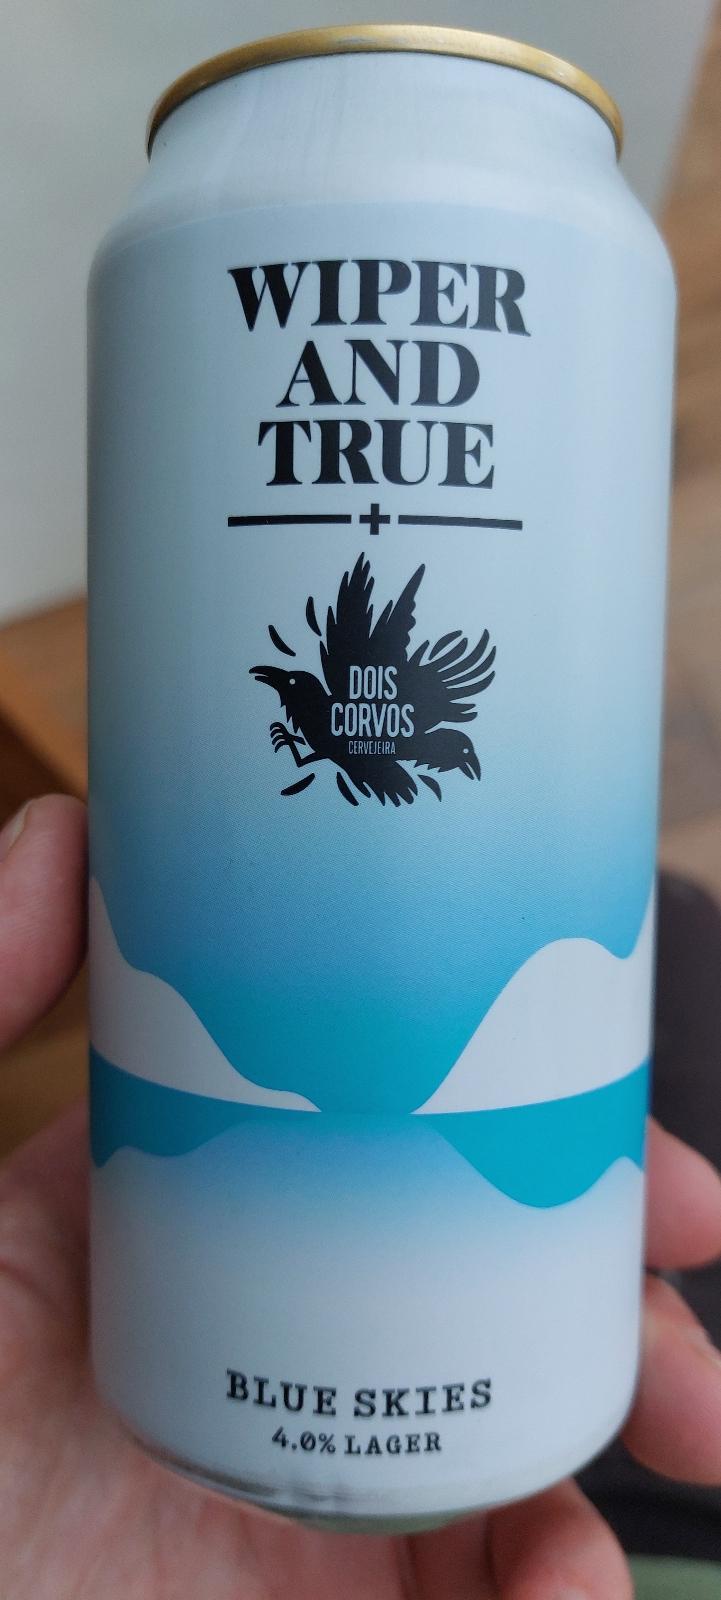 WIPER
AND
TRUE
+
DOIS
CORVOS
CERVEJEIRA
BLUE SKIES
4.0% LAGER